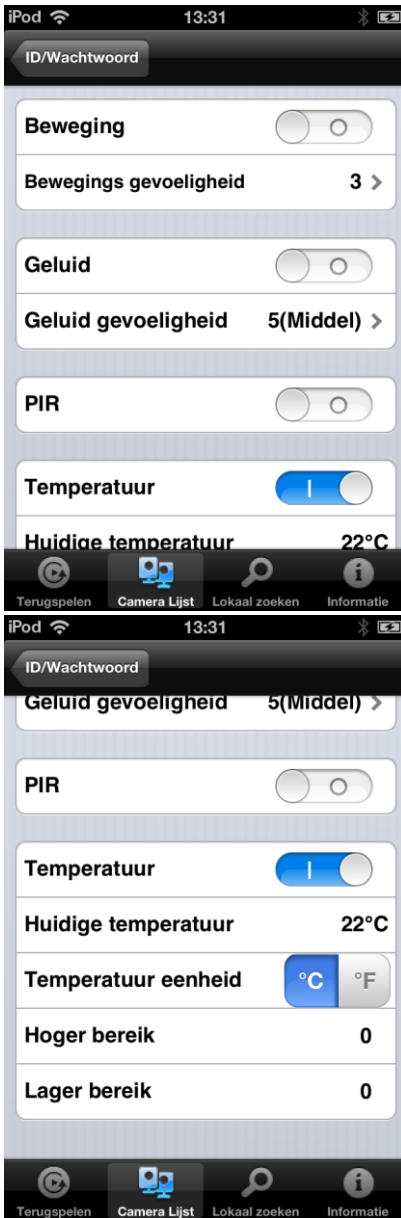 iPod 13:31
ID/Wachtwoord
Beweging
Bewegings gevoeligheid 3
Geluid
Geluid gevoeligheid 5(Middel)
PIR
Temperatuur
Huidige temperatuur 22°C
Terugspelen Camera Lijst Lokaal zoeken Informatie
iPod 13:31
ID/Wachtwoord
Geluid gevoeligheid 5(Middel)
PIR
Temperatuur
Huidige temperatuur 22°C
Temperatuur eenheid °C °F
Hoger bereik 0
Lager bereik 0
Terugspelen Camera Lijst Lokaal zoeken Informatie